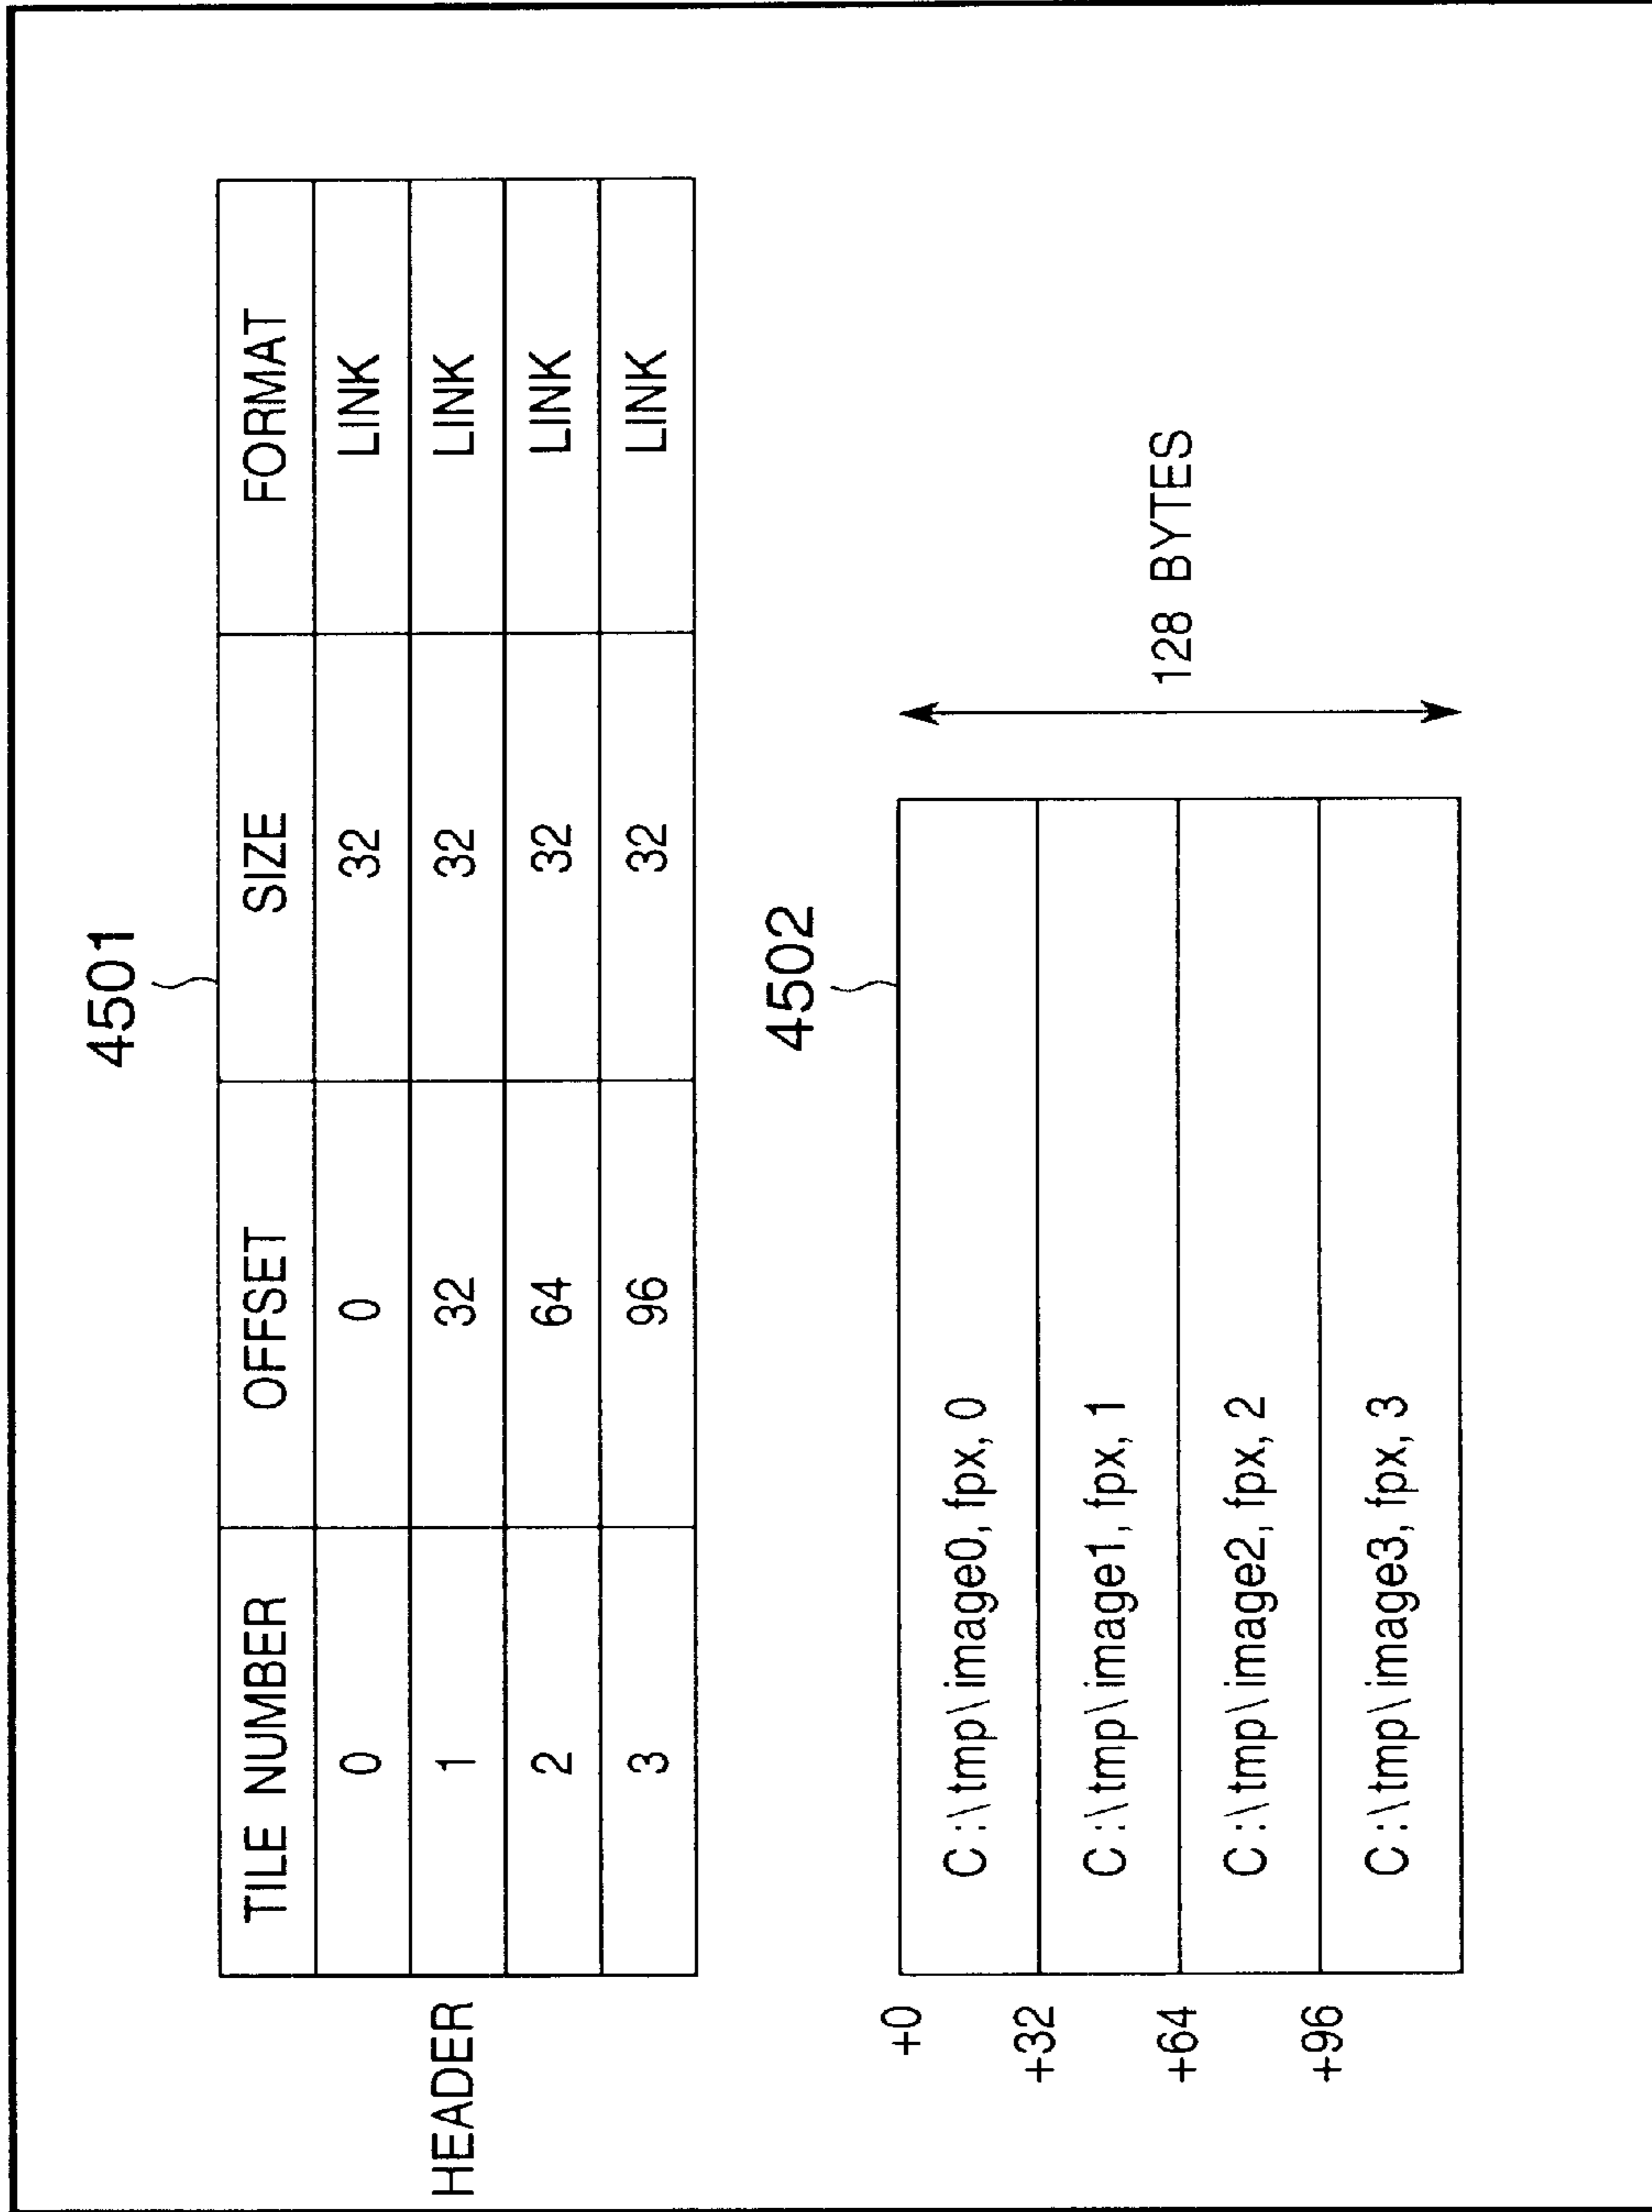 4501
HEADER
TILE NUMBER OFFSET SIZE FORMAT
0 0 32 LINK
1 32 32 LINK
2 64 32 LINK
3 96 32 LINK
4502
+0 C:\tmp\image0, fpx, 0
+32 C:\tmp\image1, fpx, 1
+64 C:\tmp\image2, fpx, 2
+96 C:\tmp\image3, fpx, 3
128 BYTES